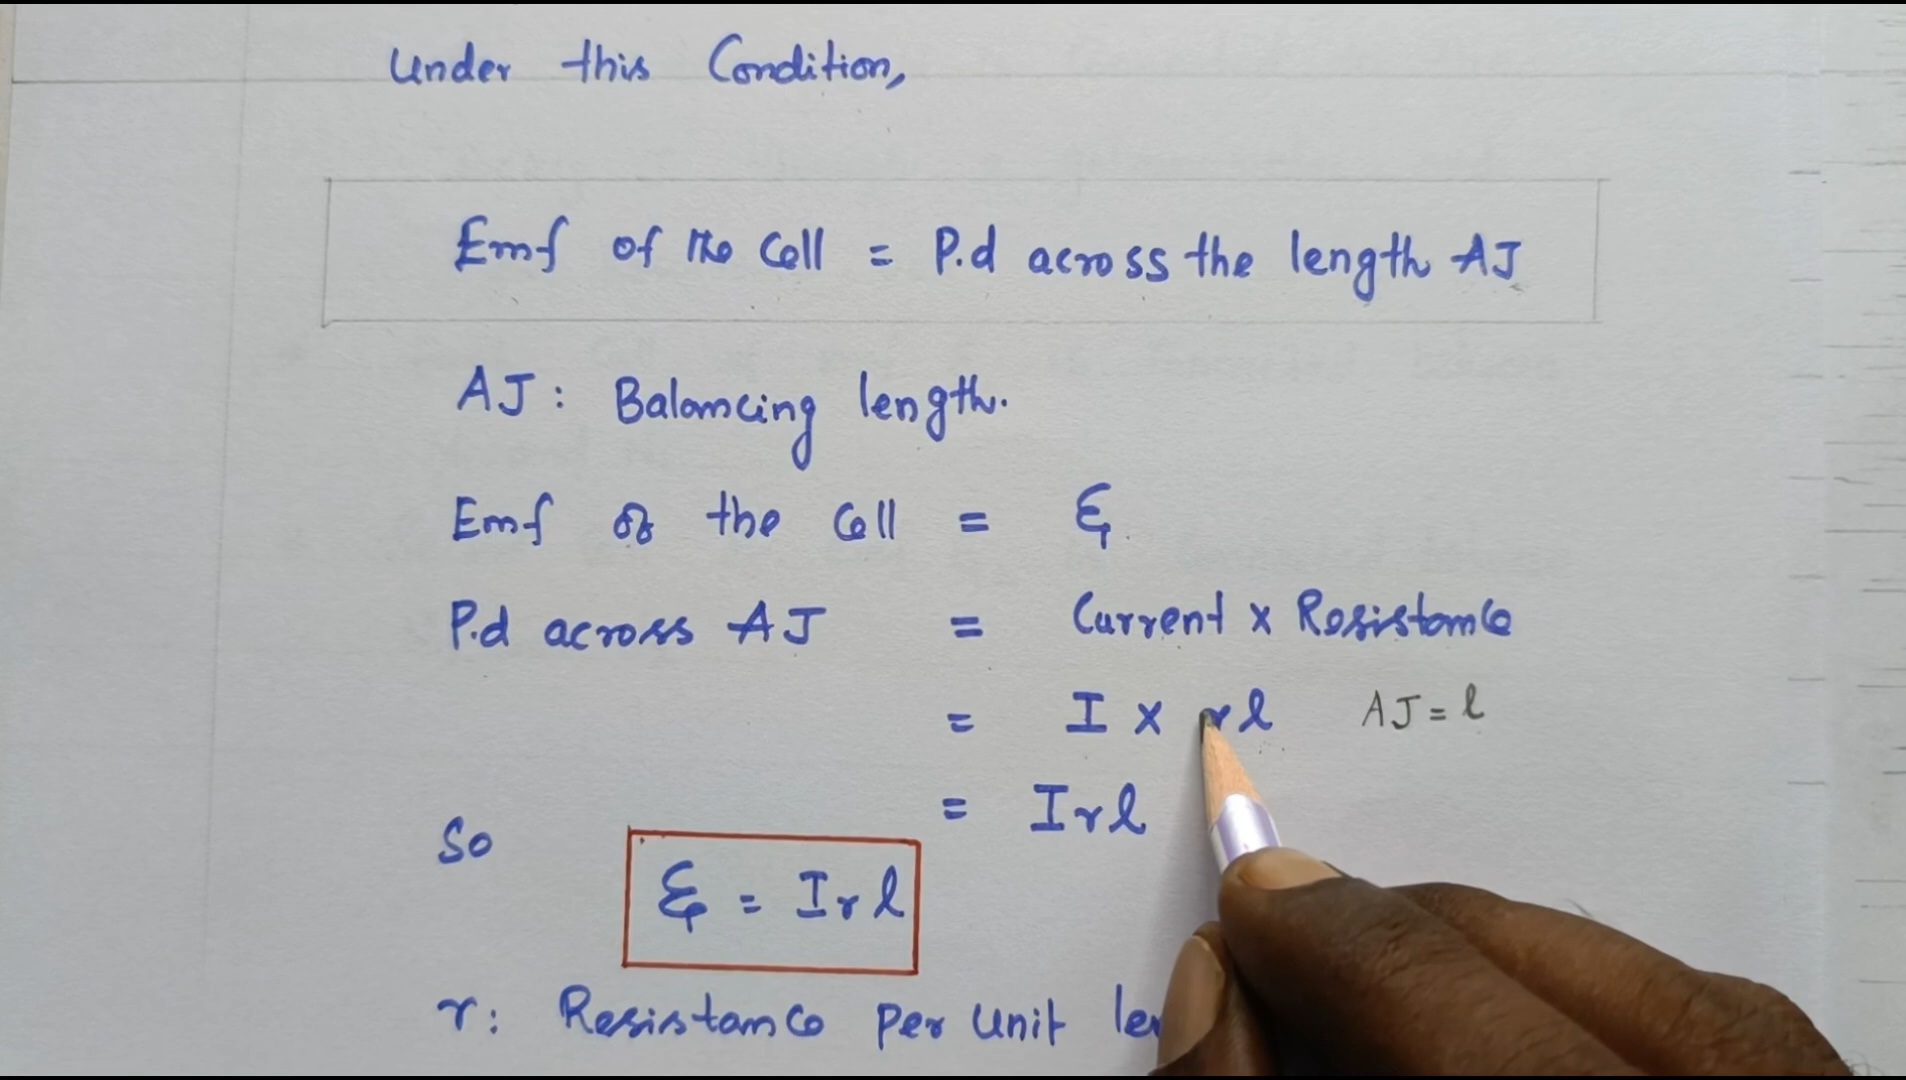 Under this Condition,
Emf of the Cell = P.d across the length AJ
AJ: Balancing length.
Emf of the Cell = ξ
P.d across AJ = Current x Resistance
= I x rl AJ = l
= Irl
So
ξ = Irl
r: Resistance Per Unit